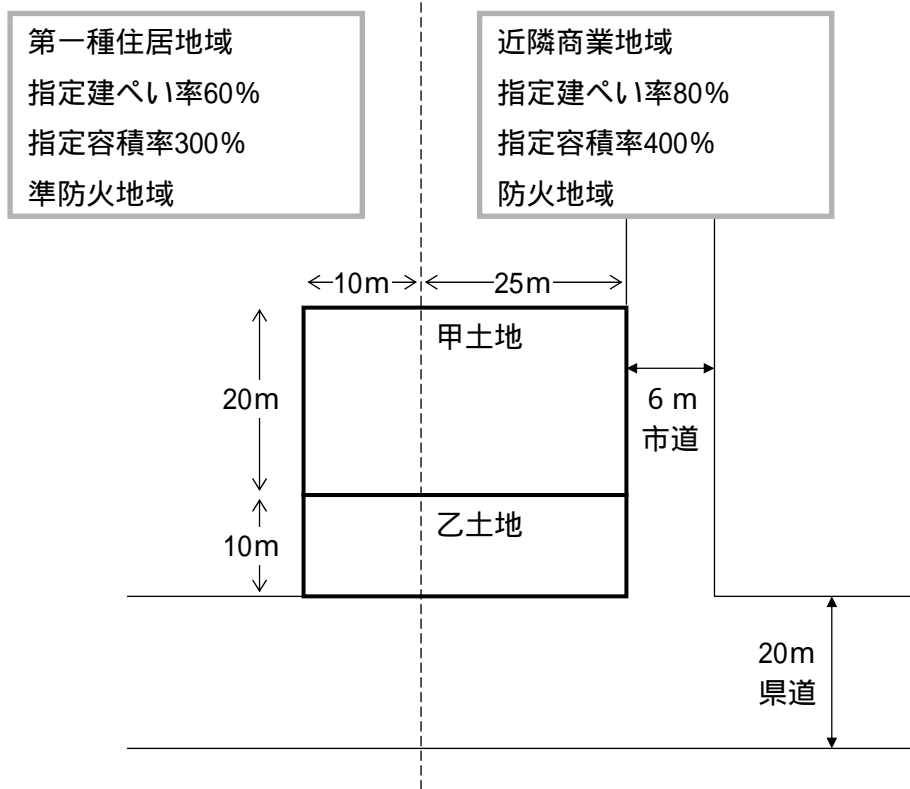 第一種住居地域
指定建ぺい率60%
指定容積率300%
準防火地域
近隣商業地域
指定建ぺい率80%
指定容積率400%
防火地域
10m
25m
甲土地
20m
6 m
市道
乙土地
10m
20m
県道